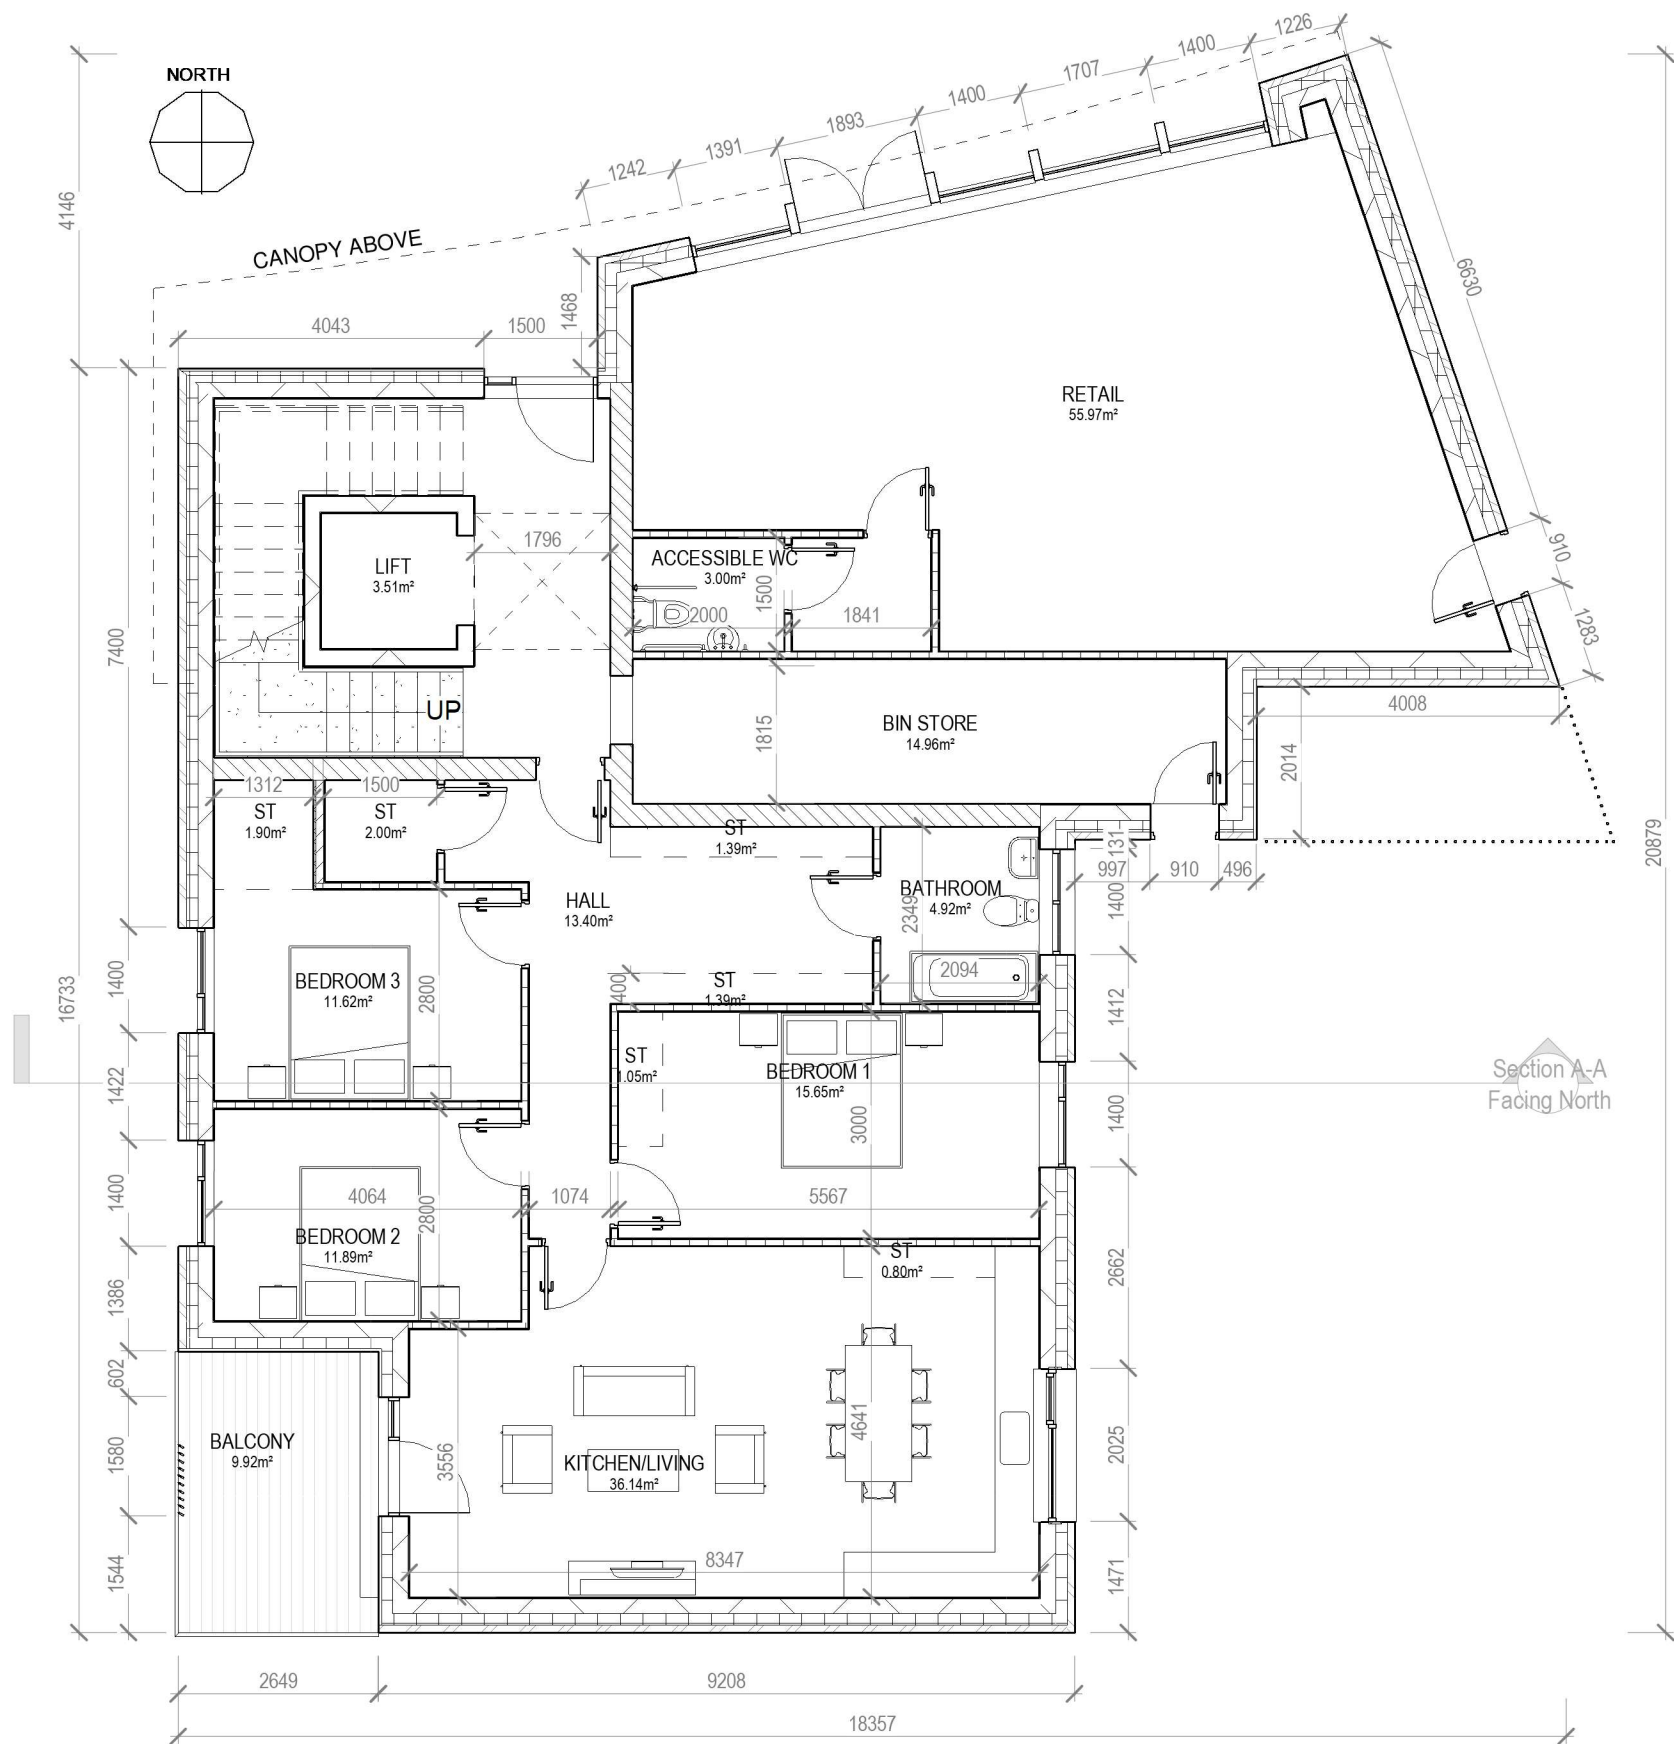 1226
1400
1707
1400
1893
1391
1242
NORTH
4146
CANOPY ABOVE
1468
6630
4043
1500
RETAIL
55.97m²
LIFT
3.51m²
1796
ACCESSIBLE WC
3.00m²
1500
2000
1841
910
1283
7400
UP
BIN STORE
14.96m²
1815
4008
2014
1312
1500
ST
1.90m²
ST
2.00m²
ST
1.39m²
131
997
910
496
20879
HALL
13.40m²
BATHROOM
4.92m²
2349
1400
BEDROOM 3
11.62m²
2800
1400
16733
400
ST
1.39m²
2094
1412
1422
ST
1.05m²
BEDROOM 1
15.65m²
3000
1400
Section A-A
Facing North
1400
4064
2800
1074
5567
BEDROOM 2
11.89m²
ST
0.80m²
2662
1386
602
BALCONY
9.92m²
1580
3556
KITCHEN/LIVING
36.14m²
4641
2025
1544
8347
1471
2649
9208
18357